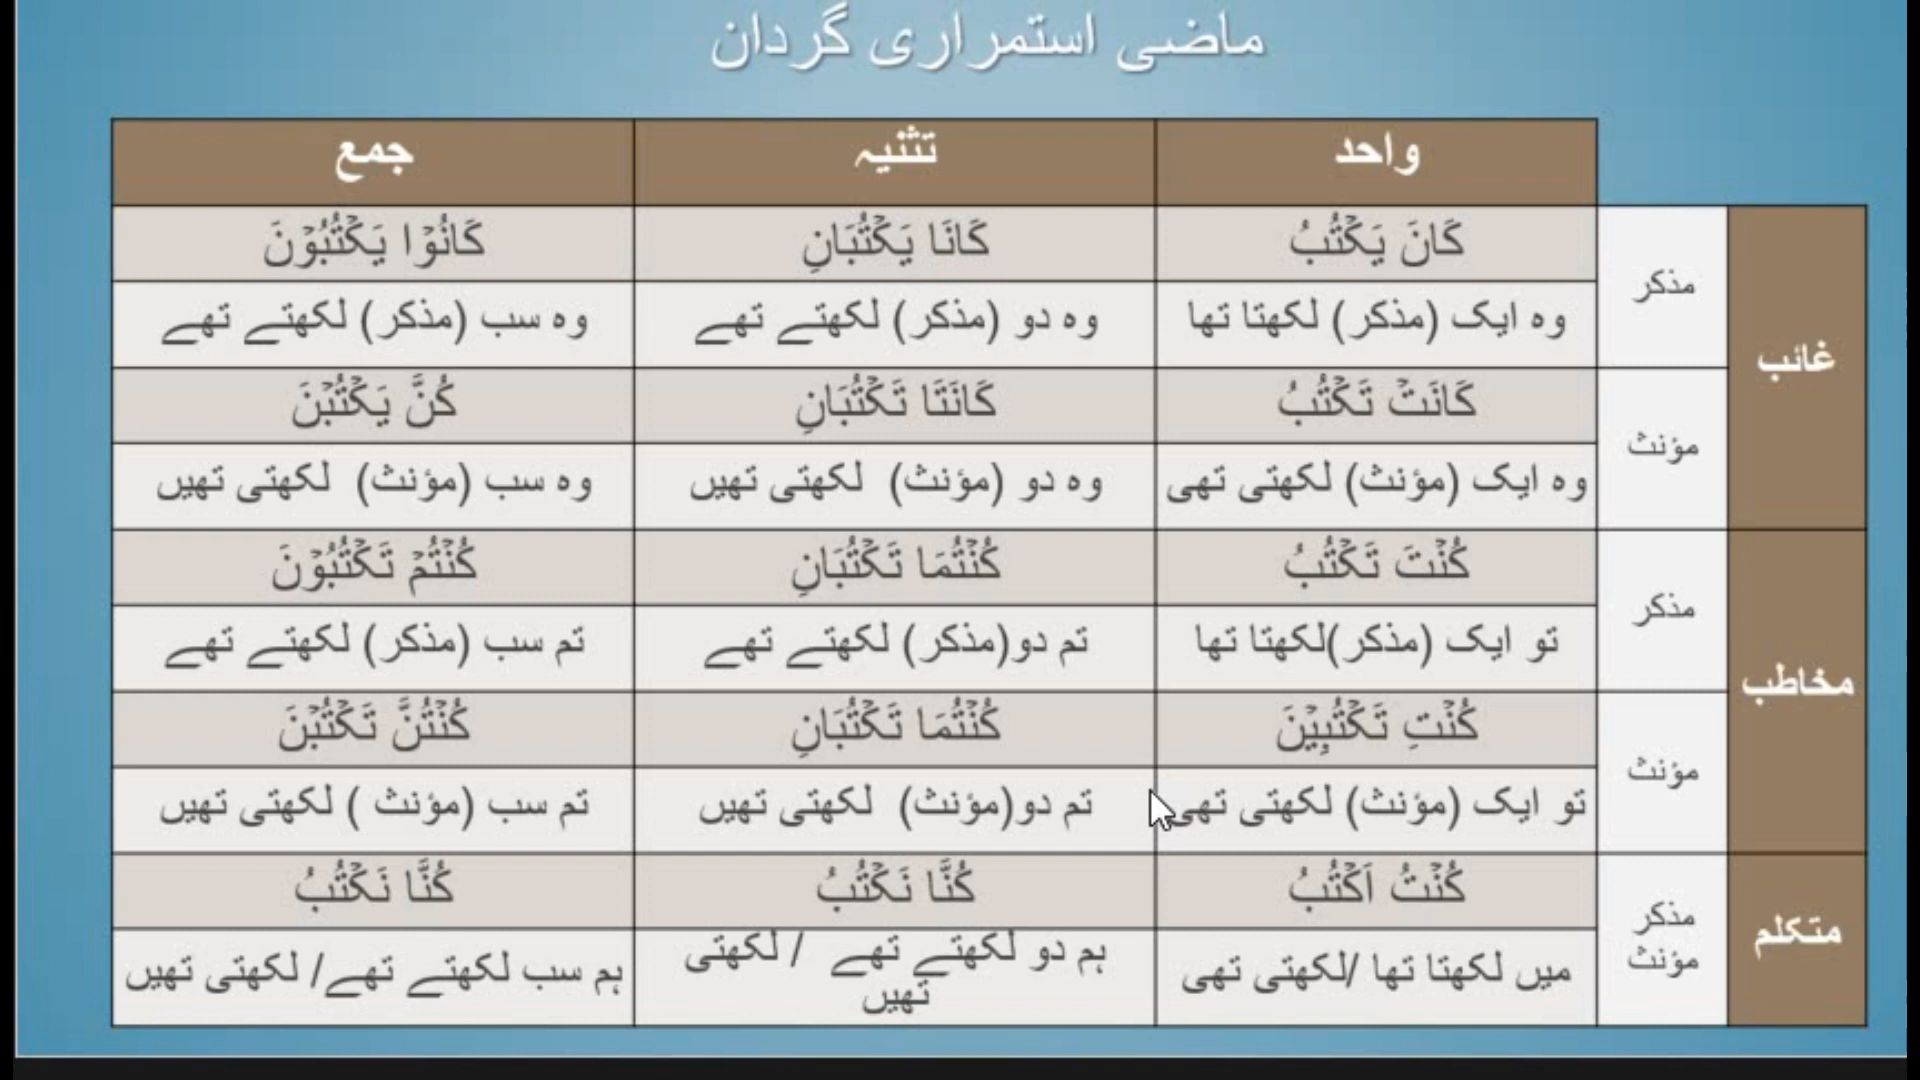 ماضی استمراری گردان
واحد تثنیہ جمع
غائب مذکر كَانَ يَكْتُبُ كَانَا يَكْتُبَانِ كَانُوْا يَكْتُبُوْنَ
وہ ایک (مذکر) لکھتا تھا وہ دو (مذکر) لکھتے تھے وہ سب (مذکر) لکھتے تھے
مؤنث كَانَتْ تَكْتُبُ كَانَتَا تَكْتُبَانِ كُنَّ يَكْتُبْنَ
وہ ایک (مؤنث) لکھتی تھی وہ دو (مؤنث) لکھتی تھیں وہ سب (مؤنث) لکھتی تھیں
مخاطب مذکر كُنْتَ تَكْتُبُ كُنْتُمَا تَكْتُبَانِ كُنْتُمْ تَكْتُبُوْنَ
تو ایک (مذکر)لکھتا تھا تم دو(مذکر) لکھتے تھے تم سب (مذکر) لکھتے تھے
مؤنث كُنْتِ تَكْتُبِيْنَ كُنْتُمَا تَكْتُبَانِ كُنْتُنَّ تَكْتُبْنَ
تو ایک (مؤنث) لکھتی تھی تم دو(مؤنث) لکھتی تھیں تم سب (مؤنث ) لکھتی تھیں
متکلم مذکر مؤنث كُنْتُ اَكْتُبُ كُنَّا نَكْتُبُ كُنَّا نَكْتُبُ
میں لکھتا تھا /لکھتی تھی ہم دو لکھتے تھے / لکھتی تھیں ہم سب لکھتے تھے/ لکھتی تھیں